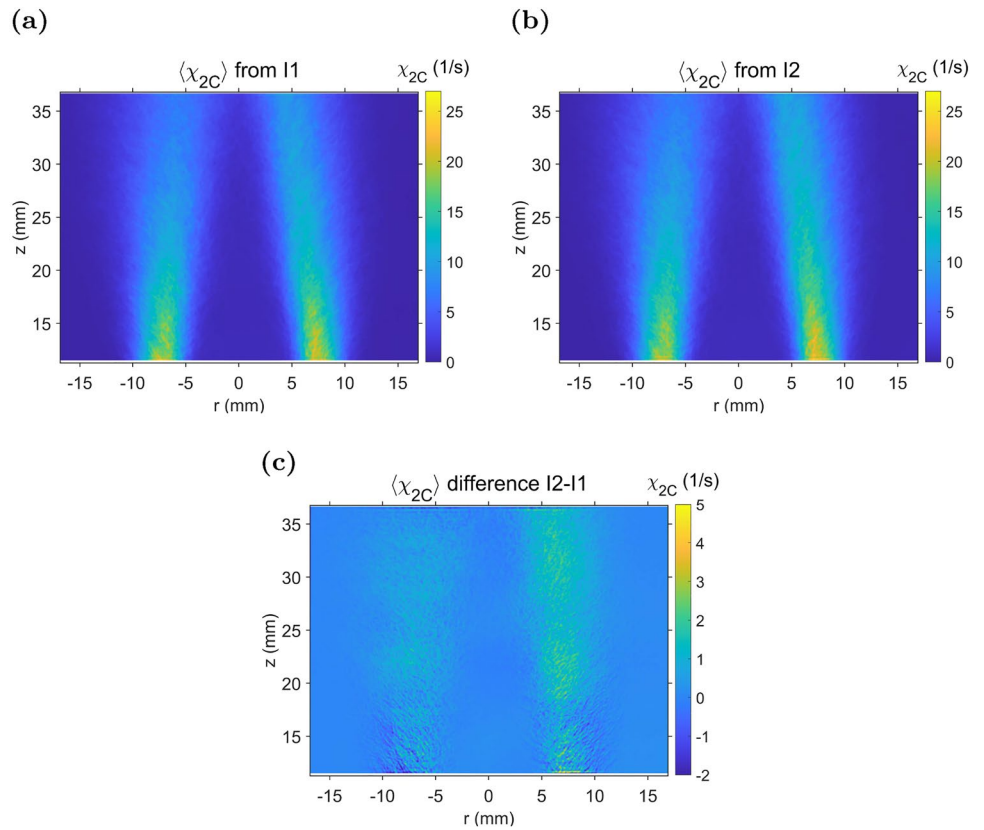 (a)
⟨χ2C⟩ from I1
χ2C (1/s)
35
30
25
20
15
z (mm)
-15 -10 -5 0 5 10 15
r (mm)
25
20
15
10
5
0
(b)
⟨χ2C⟩ from I2
χ2C (1/s)
35
30
25
20
15
z (mm)
-15 -10 -5 0 5 10 15
r (mm)
25
20
15
10
5
0
(c)
⟨χ2C⟩ difference I2-I1
χ2C (1/s)
35
30
25
20
15
z (mm)
-15 -10 -5 0 5 10 15
r (mm)
5
4
3
2
1
0
-1
-2